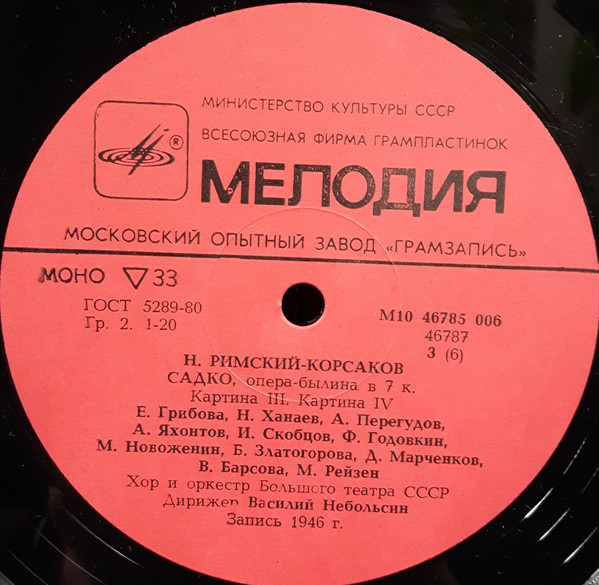 МИНИСТЕРСТВО КУЛЬТУРЫ СССР
ВСЕСОЮЗНАЯ ФИРМА ГРАМПЛАСТИНОК
®
МЕЛОДИЯ
МОСКОВСКИЙ ОПЫТНЫЙ ЗАВОД «ГРАМЗАПИСЬ»
МОНО ▽ 33
ГОСТ 5289-80
Гр. 2. 1-20
М10 46785 006
46787
3 (6)
Н. РИМСКИЙ-КОРСАКОВ
САДКО, опера-былина в 7 к.
Картина III. Картина IV
Е. Грибова, Н. Ханаев, А. Перегудов,
А. Яхонтов, И. Скобцов, Ф. Годовкин,
М. Новоженин, Б. Златогорова, Д. Марченков,
В. Барсова, М. Рейзен
Хор и оркестр Большого театра СССР
Дирижер Василий Небольсин
Запись 1946 г.